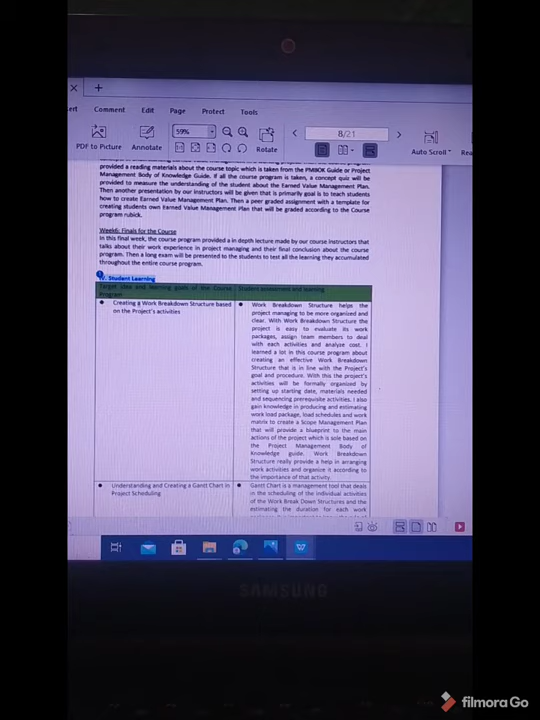 ert Comment Edit Page Protect Tools
59% 8/21
PDF to Picture Annotate Rotate Auto Scroll
provided a reading materials about the course topic which is taken from the PMBOK Guide or Project
Management Body of Knowledge Guide. If all the course program is taken, a concept quiz will be
provided to measure the understanding of the student about the Earned Value Management Plan.
Then another presentation by our instructors will be given that is primarily goal is to teach students
how to create Earned Value Management Plan. Then a peer graded assignment with a template for
creating students own Earned Value Management Plan that will be graded according to the Course
program rubick.
Week6: Finals for the Course
In this final week, the course program provided a in depth lecture made by our course instructors that
talks about their work experience in project managing and their final conclusion about the course
program. Then a long exam will be presented to the students to test all the learning they accumulated
throughout the entire course program.
IV. Student Learning
Target idea and learning goals of the Course
Program
Student assessment and learning
Creating a Work Breakdown Structure based
on the Project's activities
Work Breakdown Structure helps the
project managing to be more organized and
clear. With Work Breakdown Structure the
project is easy to evaluate its work
packages, assign team members to deal
with each activities and analyze cost. I
learned a lot in this course program about
creating an effective Work Breakdown
Structure that is in line with the Project's
goal and procedure. With this the project's
activities will be formally organized by
setting up starting date, materials needed
and sequencing prerequisite activities. I also
gain knowledge in producing and estimating
work load package, load schedules and work
matrix to create a Scope Management Plan
that will provide a blueprint to the main
actions of the project which is sole based on
the Project Management Body of
Knowledge guide. Work Breakdown
Structure really provide a help in arranging
work activities and organize it according to
the importance of that activity.
Understanding and Creating a Gantt Chart in
Project Scheduling
Gantt Chart is a management tool that deals
in the scheduling of the individual activities
of the Work Break Down Structures and the
estimating the duration for each work
SAMSUNG
filmoraGo